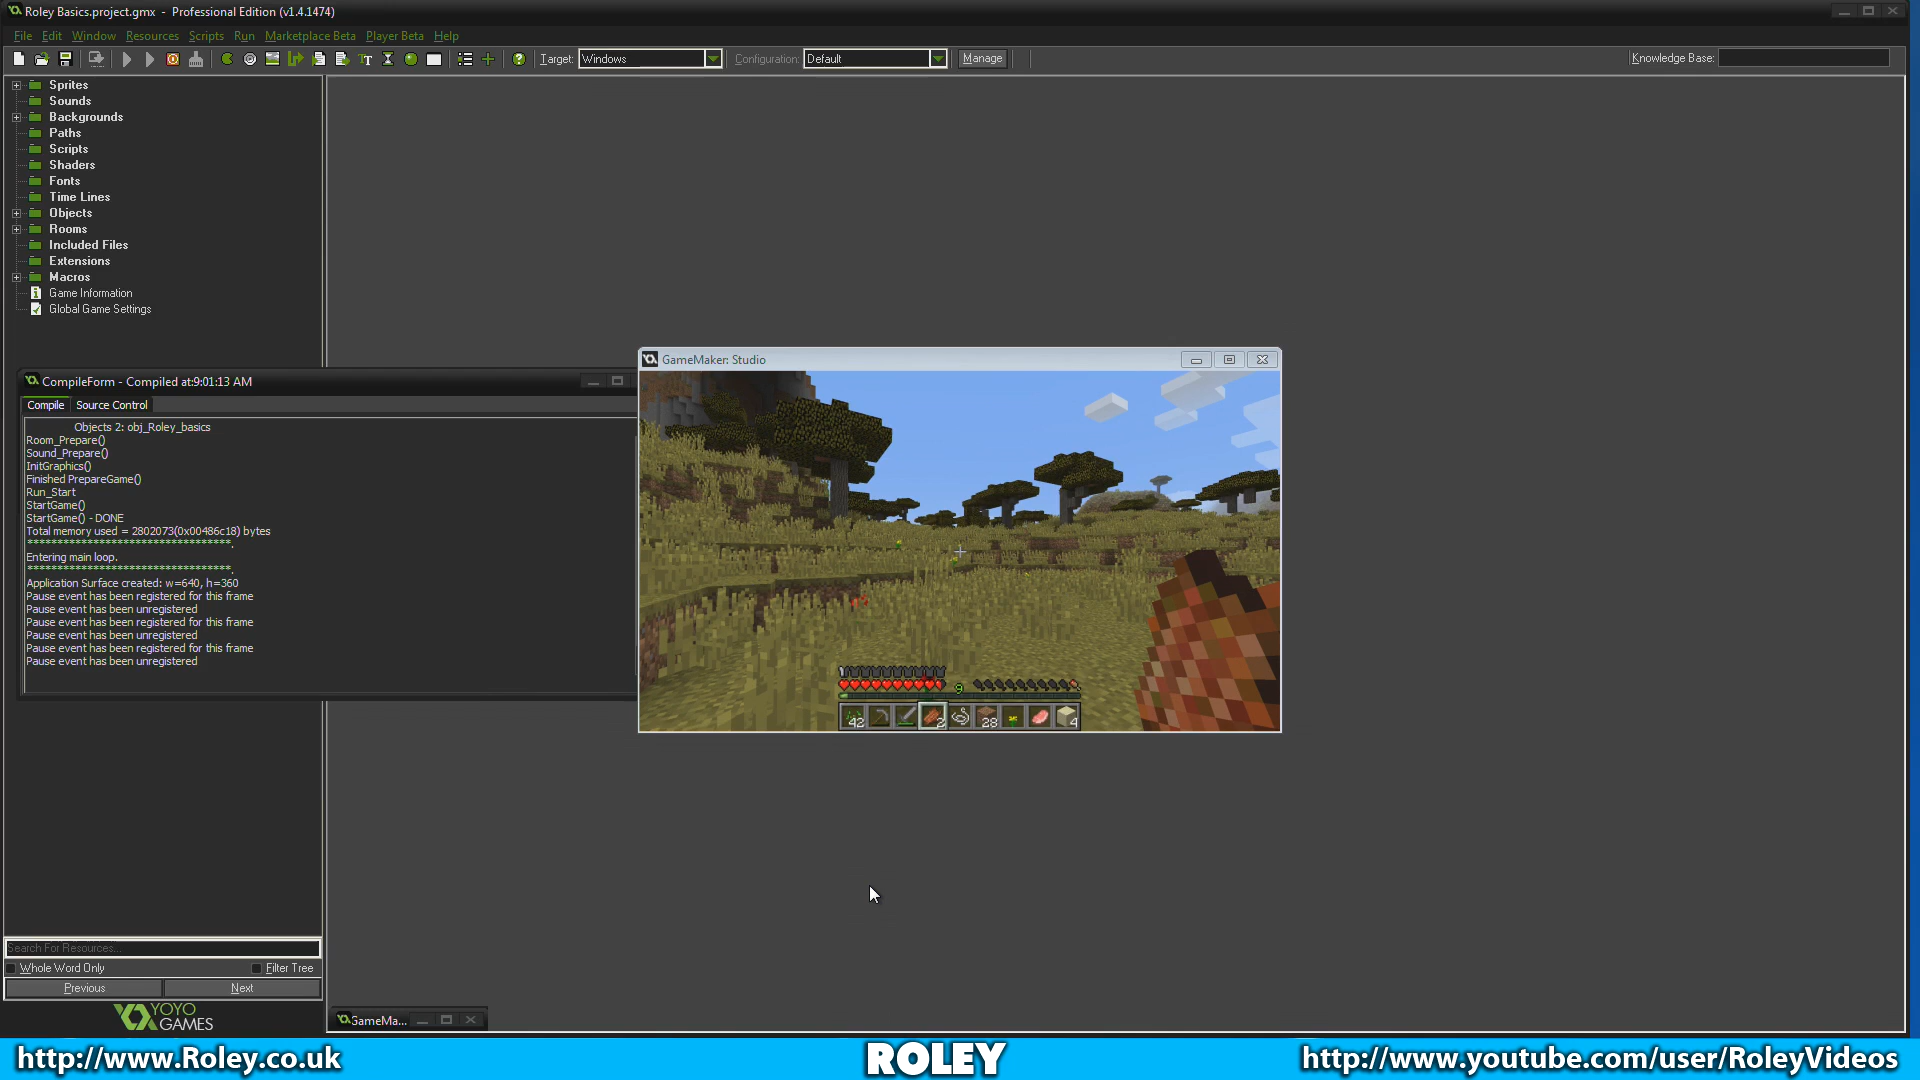 Roley Basics.project.gmx  -  Professional Edition (v1.4.1474)
File Edit Window Resources Scripts Run Marketplace Beta Player Beta Help
Target: Windows Configuration: Default Manage Knowledge Base:
Sprites
Sounds
Backgrounds
Paths
Scripts
Shaders
Fonts
Time Lines
Objects
Rooms
Included Files
Extensions
Macros
Game Information
Global Game Settings
CompileForm - Compiled at:9:01:13 AM
Compile Source Control
Objects 2: obj_Roley_basics
Room_Prepare()
Sound_Prepare()
InitGraphics()
Finished PrepareGame()
Run_Start
StartGame()
StartGame() - DONE
Total memory used = 2802073(0x00486c18) bytes
**********************************.
Entering main loop.
**********************************.
Application Surface created: w=640, h=360
Pause event has been registered for this frame
Pause event has been unregistered
Pause event has been registered for this frame
Pause event has been unregistered
Pause event has been registered for this frame
Pause event has been unregistered
GameMaker: Studio
9
42 2 28 4
Search For Resources...
Whole Word Only Filter Tree
Previous Next
YOYO
GAMES
GameMa...
http://www.Roley.co.uk ROLEY http://www.youtube.com/user/RoleyVideos